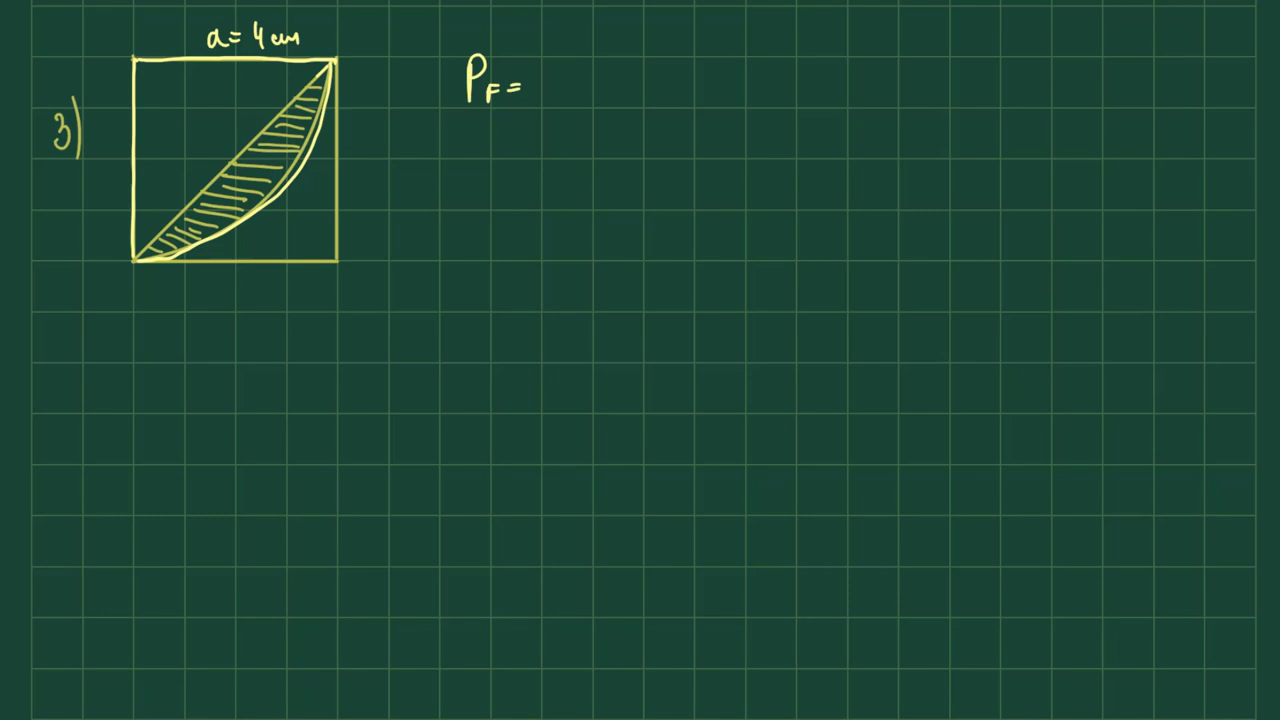 a = 4 cm
3)
P_F =